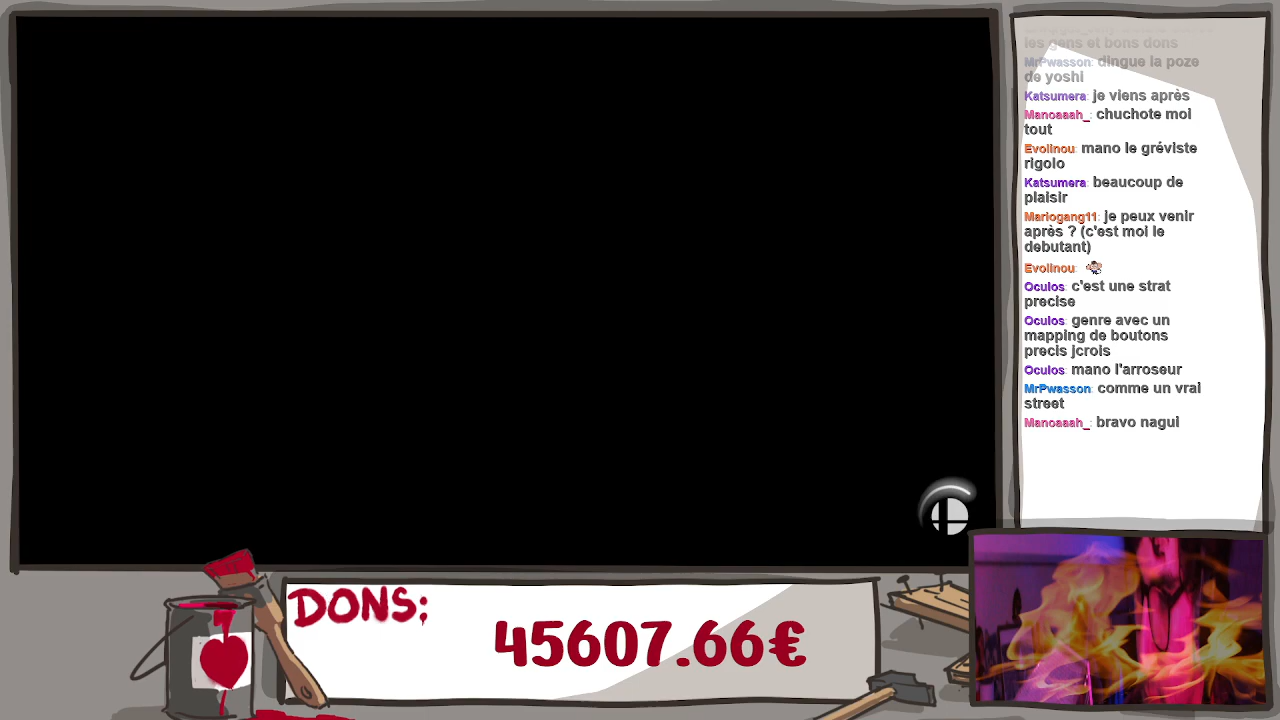 les gens et bons dons
MrPwasson: dingue la poze
de yoshi
Katsumera: je viens après
Manoaaah_: chuchote moi
tout
Evolinou: mano le gréviste
rigolo
Katsumera: beaucoup de
plaisir
Mariogang11: je peux venir
après ? (c'est moi le
debutant)
Evolinou:
Oculos: c'est une strat
precise
Oculos: genre avec un
mapping de boutons
precis jcrois
Oculos: mano l'arroseur
MrPwasson: comme un vrai
street
Manoaaah_: bravo nagui
DONS:
45607.66€